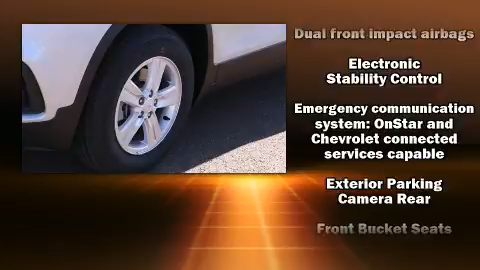 Dual front impact airbags
Electronic
Stability Control
Emergency communication
system: OnStar and
Chevrolet connected
services capable
Exterior Parking
Camera Rear
Front Bucket Seats